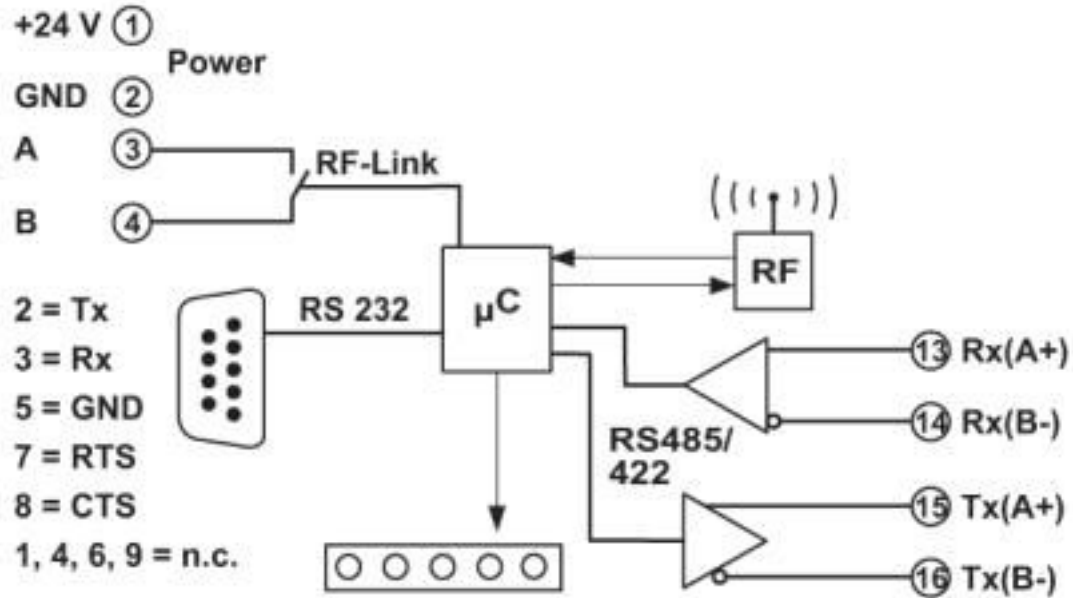 +24 V 1
Power
GND 2
A 3
RF-Link
B 4
RF
µC
2 = Tx
RS 232
3 = Rx
13 Rx(A+)
5 = GND
14 Rx(B-)
RS485/
422
7 = RTS
8 = CTS
15 Tx(A+)
1, 4, 6, 9 = n.c.
16 Tx(B-)